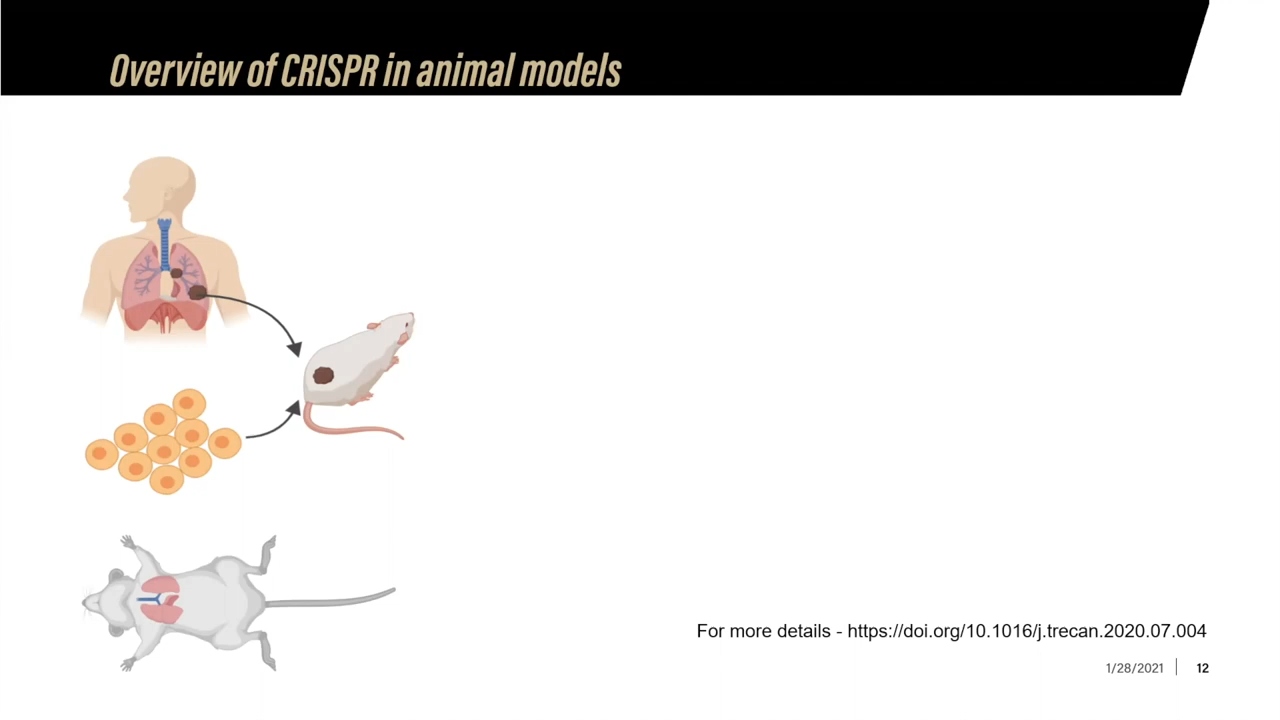 Overview of CRISPR in animal models
For more details - https://doi.org/10.1016/j.trecan.2020.07.004
1/28/2021 | 12